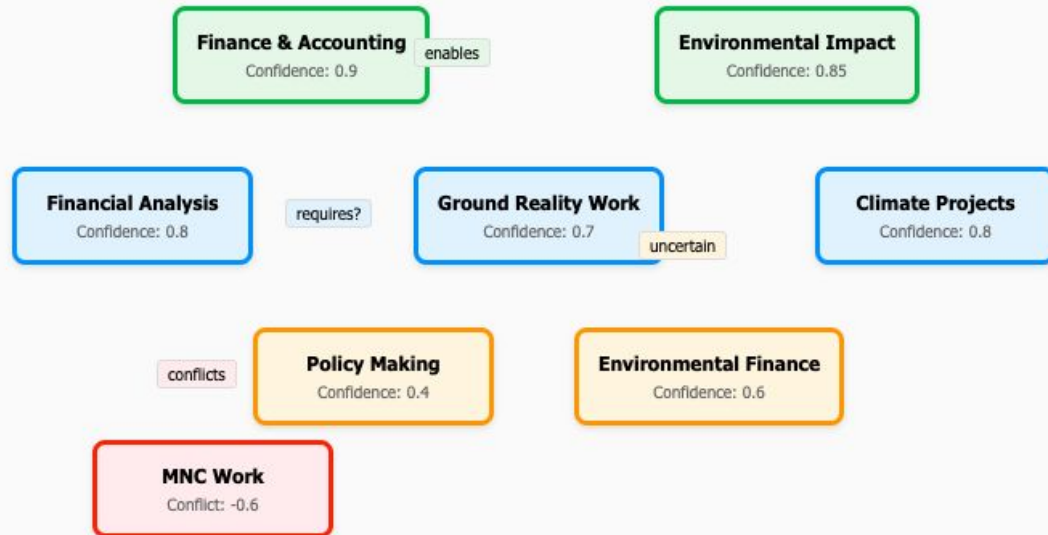 Finance & Accounting
Confidence: 0.9
enables
Environmental Impact
Confidence: 0.85
Financial Analysis
Confidence: 0.8
requires?
Ground Reality Work
Confidence: 0.7
uncertain
Climate Projects
Confidence: 0.8
conflicts
Policy Making
Confidence: 0.4
Environmental Finance
Confidence: 0.6
MNC Work
Conflict: -0.6